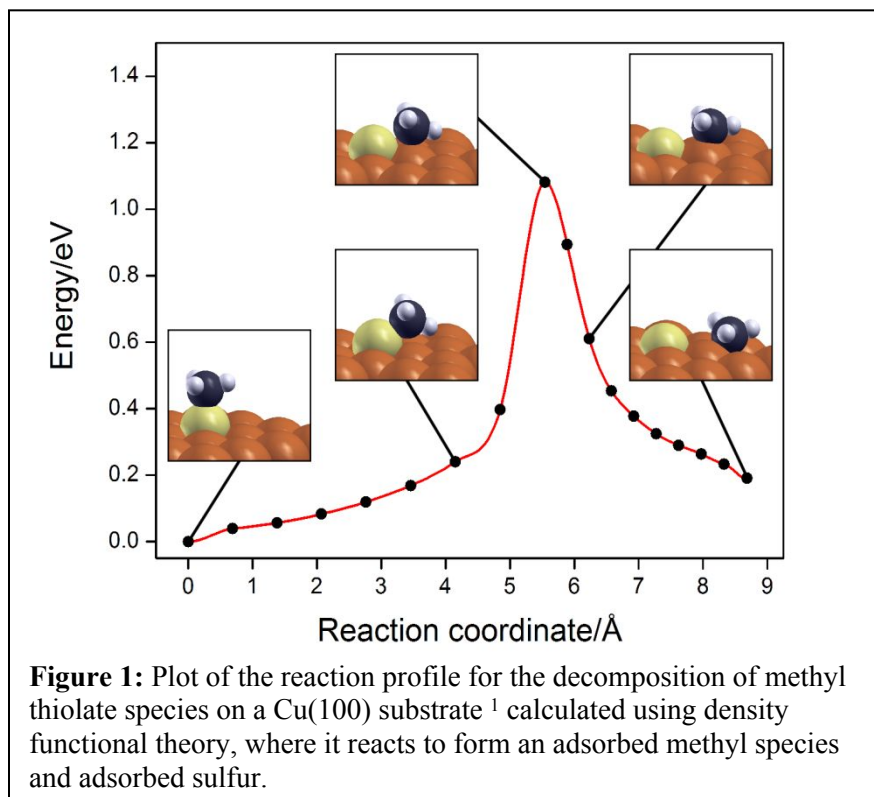 1.4
1.2
1.0
0.8
0.6
0.4
0.2
0.0
Energy/eV
0 1 2 3 4 5 6 7 8 9
Reaction coordinate/Å
Figure 1: Plot of the reaction profile for the decomposition of methyl
thiolate species on a Cu(100) substrate ¹ calculated using density
functional theory, where it reacts to form an adsorbed methyl species
and adsorbed sulfur.